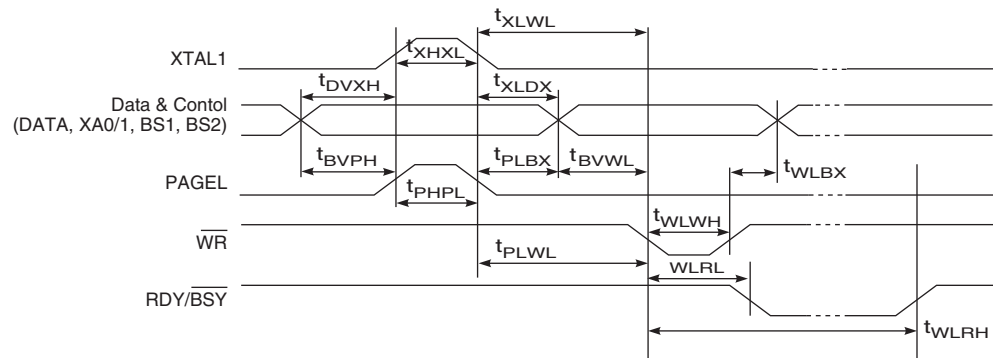 tXLWL
XTAL1
tXHXL
tDVXH
tXLDX
Data & Contol
(DATA, XA0/1, BS1, BS2)
tBVPH
tPLBX
tBVWL
tWLBX
PAGEL
tPHPL
tWLWH
WR
tPLWL
WLRL
RDY/BSY
tWLRH